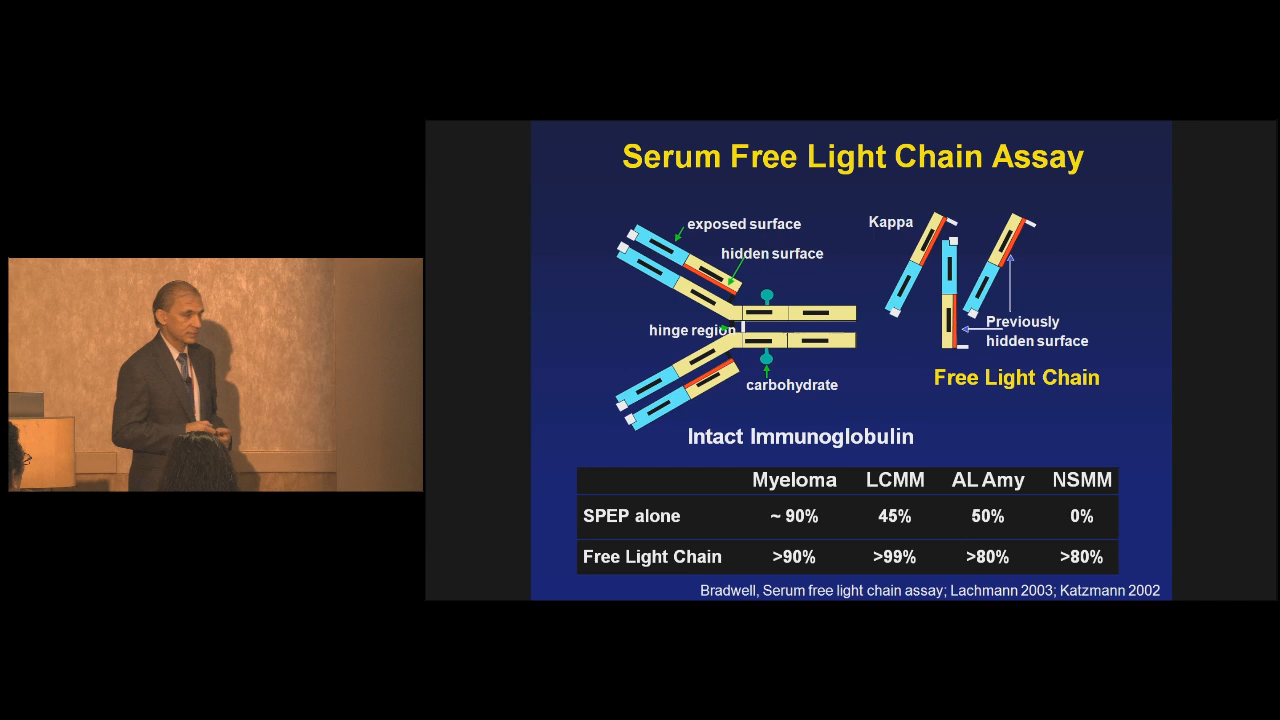 Serum Free Light Chain Assay
exposed surface
hidden surface
hinge region
carbohydrate
Intact Immunoglobulin
Kappa
Previously
hidden surface
Free Light Chain
Myeloma LCMM AL Amy NSMM
SPEP alone ~ 90% 45% 50% 0%
Free Light Chain >90% >99% >80% >80%
Bradwell, Serum free light chain assay; Lachmann 2003; Katzmann 2002